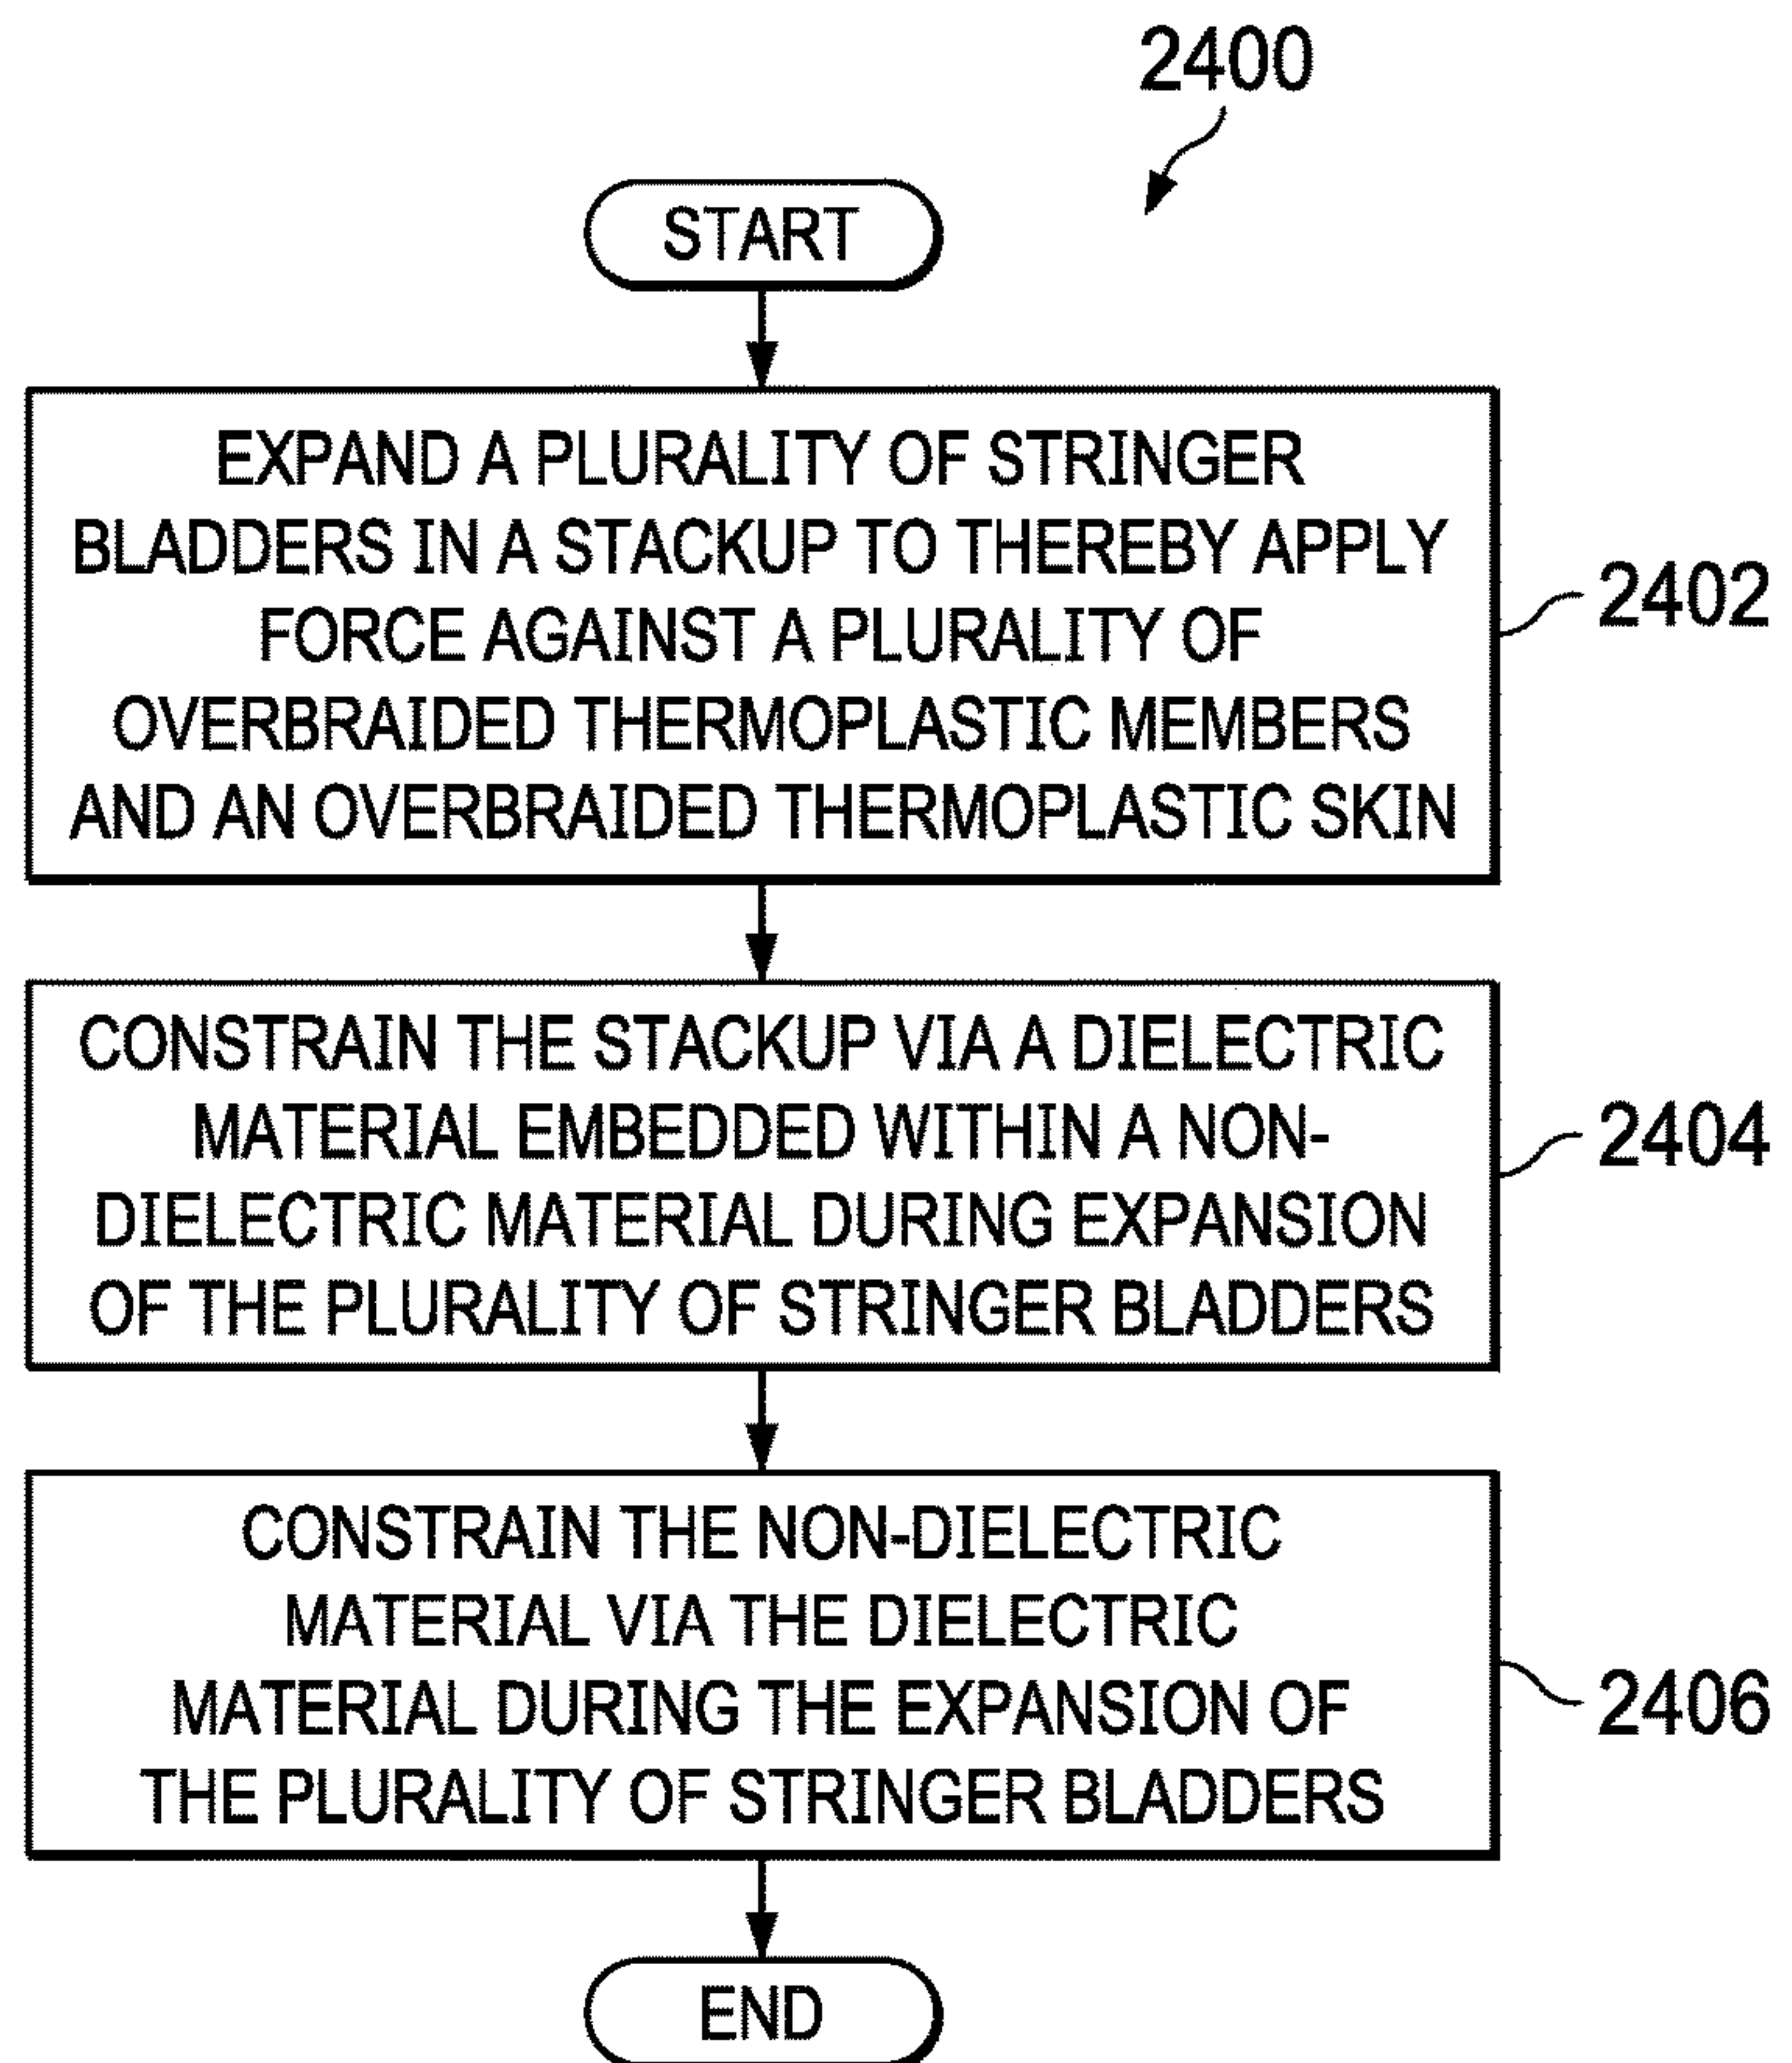 2400
START
EXPAND A PLURALITY OF STRINGER
BLADDERS IN A STACKUP TO THEREBY APPLY
FORCE AGAINST A PLURALITY OF
OVERBRAIDED THERMOPLASTIC MEMBERS
AND AN OVERBRAIDED THERMOPLASTIC SKIN
2402
CONSTRAIN THE STACKUP VIA A DIELECTRIC
MATERIAL EMBEDDED WITHIN A NON-
DIELECTRIC MATERIAL DURING EXPANSION
OF THE PLURALITY OF STRINGER BLADDERS
2404
CONSTRAIN THE NON-DIELECTRIC
MATERIAL VIA THE DIELECTRIC
MATERIAL DURING THE EXPANSION OF
THE PLURALITY OF STRINGER BLADDERS
2406
END